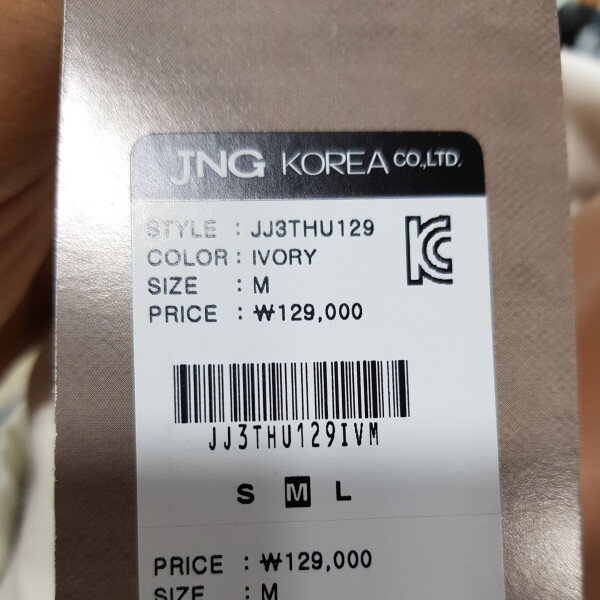 JNG KOREA CO.,LTD.
STYLE : JJ3THU129
COLOR : IVORY
SIZE : M
PRICE : ₩129,000
JJ3THU129IVM
S M L
PRICE : ₩129,000
SIZE : M